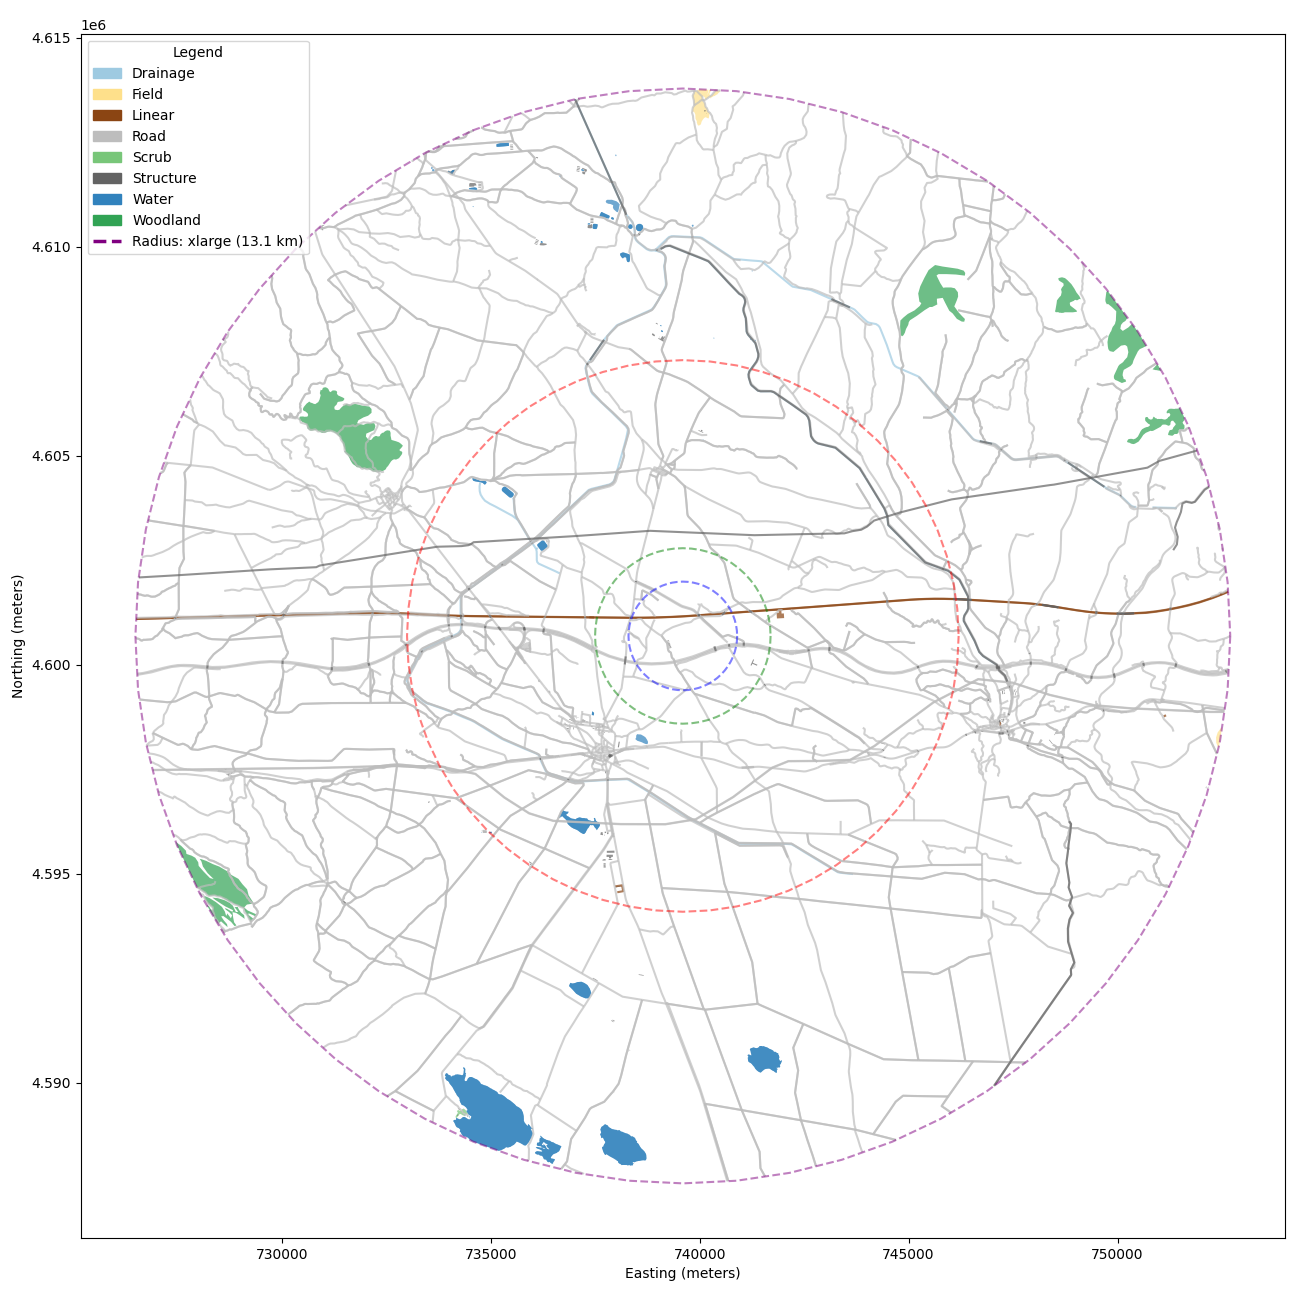 1e6
4.615
4.610
4.605
4.600
4.595
4.590
Northing (meters)
Legend
Drainage
Field
Linear
Road
Scrub
Structure
Water
Woodland
Radius: xlarge (13.1 km)
730000 735000 740000 745000 750000
Easting (meters)